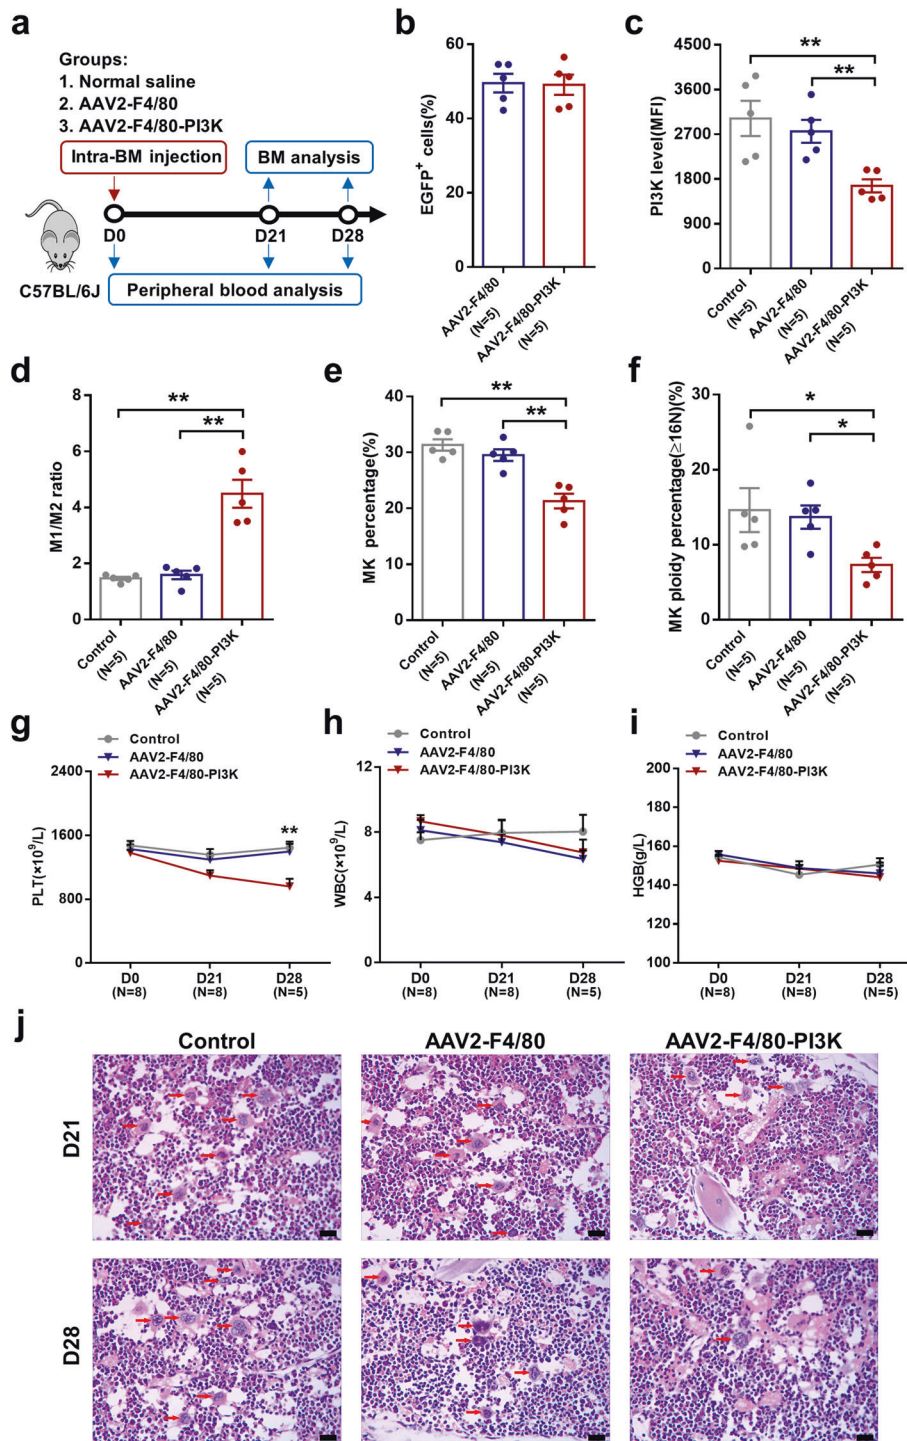 a
Groups:
1. Normal saline
2. AAV2-F4/80
3. AAV2-F4/80-PI3K
Intra-BM injection
BM analysis
D0
D21
D28
C57BL/6J
Peripheral blood analysis
b
EGFP+ cells(%)
60
40
20
0
AAV2-F4/80
(N=5)
AAV2-F4/80-PI3K
(N=5)
c
PI3K level(MFI)
4500
3600
2700
1800
900
0
**
**
Control
(N=5)
AAV2-F4/80
(N=5)
AAV2-F4/80-PI3K
(N=5)
d
M1/M2 ratio
8
6
4
2
0
**
**
Control
(N=5)
AAV2-F4/80
(N=5)
AAV2-F4/80-PI3K
(N=5)
e
MK percentage(%)
40
30
20
10
0
**
**
Control
(N=5)
AAV2-F4/80
(N=5)
AAV2-F4/80-PI3K
(N=5)
f
MK ploidy percentage(≥16N)(%)
30
20
10
0
*
*
Control
(N=5)
AAV2-F4/80
(N=5)
AAV2-F4/80-PI3K
(N=5)
g
Control
AAV2-F4/80
AAV2-F4/80-PI3K
PLT(×10⁹/L)
2400
1600
800
0
**
D0
(N=8)
D21
(N=8)
D28
(N=5)
h
Control
AAV2-F4/80
AAV2-F4/80-PI3K
WBC(×10⁹/L)
12
8
4
0
D0
(N=8)
D21
(N=8)
D28
(N=5)
i
Control
AAV2-F4/80
AAV2-F4/80-PI3K
HGB(g/L)
200
180
160
140
120
100
D0
(N=8)
D21
(N=8)
D28
(N=5)
j
Control
AAV2-F4/80
AAV2-F4/80-PI3K
D21
D28